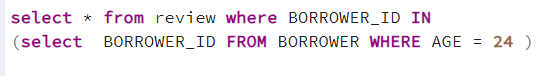 select * from review where BORROWER_ID IN
(select  BORROWER_ID FROM BORROWER WHERE AGE = 24 )